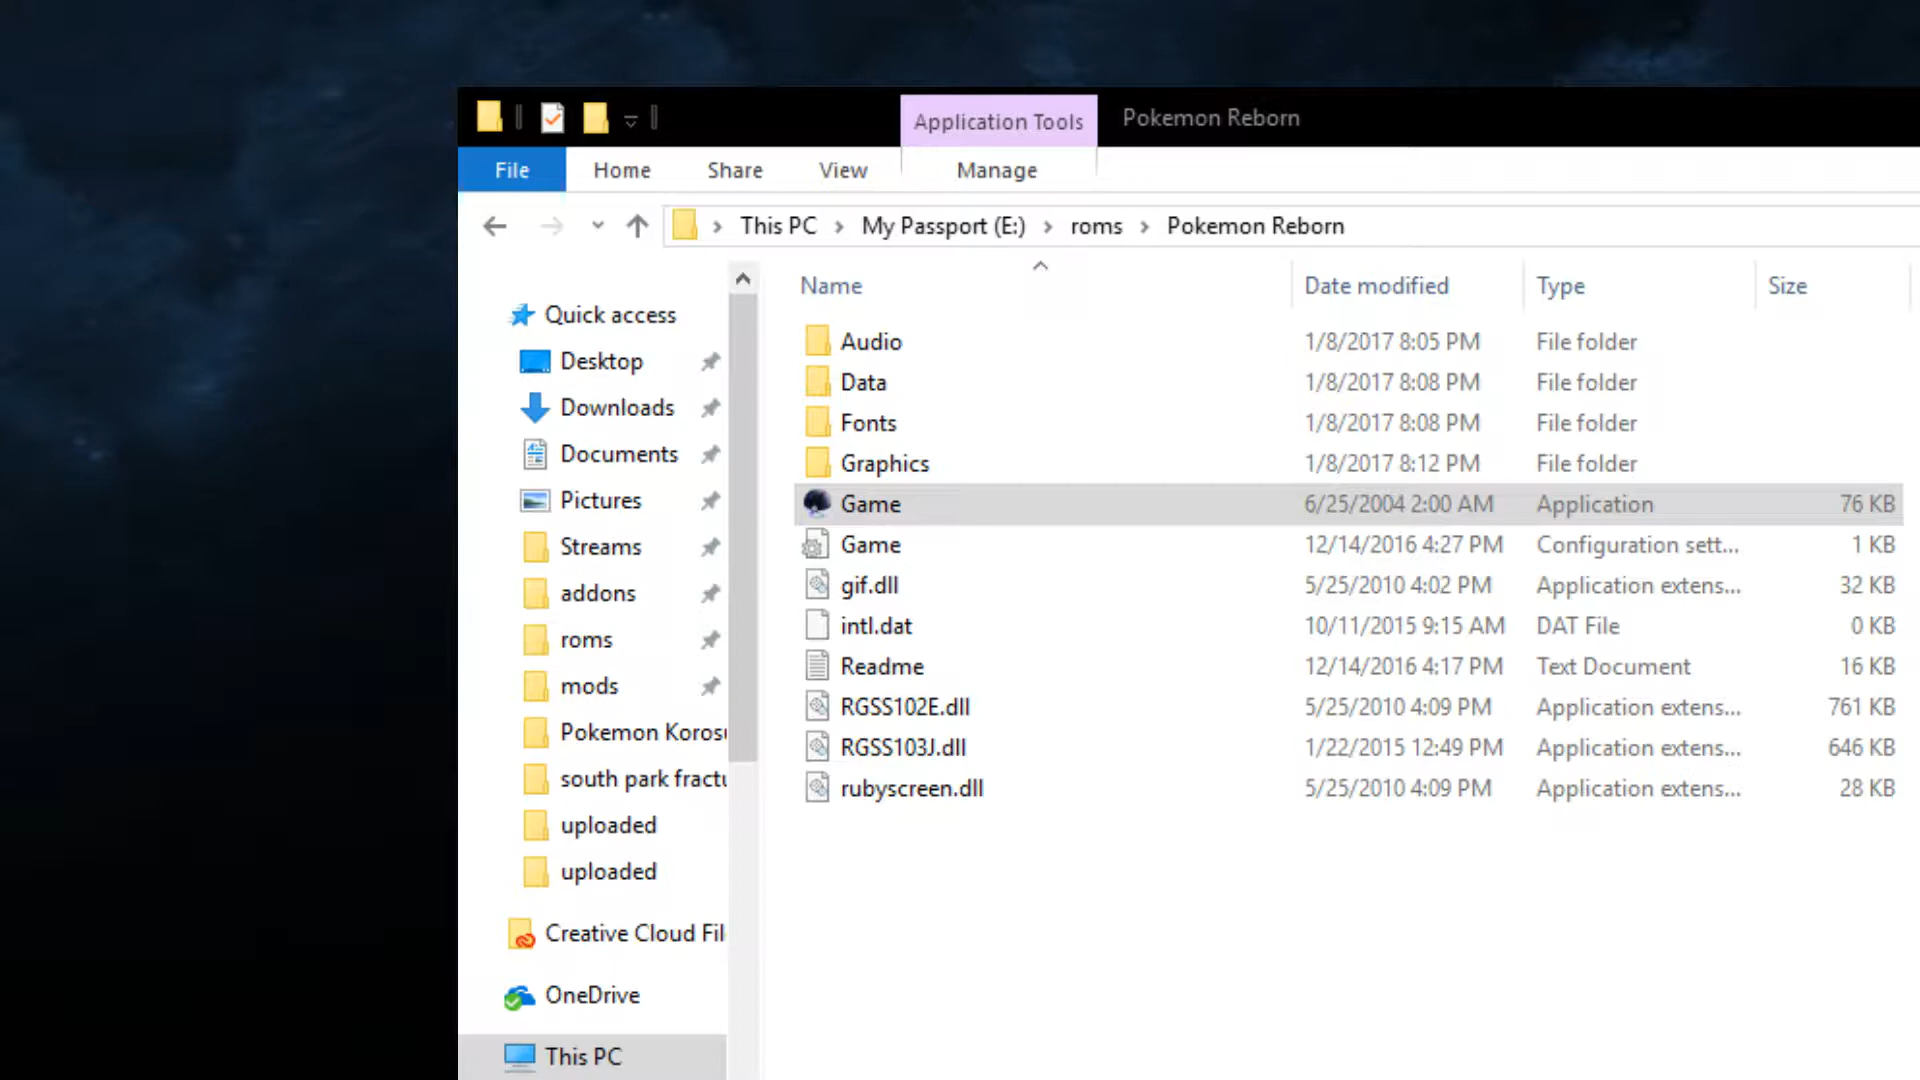 Application Tools Pokemon Reborn
File Home Share View Manage
This PC > My Passport (E:) > roms > Pokemon Reborn
Name Date modified Type Size
Quick access
Desktop
Downloads
Documents
Pictures
Streams
addons
roms
mods
Pokemon Korosu
south park fractu
uploaded
uploaded
Creative Cloud Fil
OneDrive
This PC
Audio 1/8/2017 8:05 PM File folder
Data 1/8/2017 8:08 PM File folder
Fonts 1/8/2017 8:08 PM File folder
Graphics 1/8/2017 8:12 PM File folder
Game 6/25/2004 2:00 AM Application 76 KB
Game 12/14/2016 4:27 PM Configuration sett... 1 KB
gif.dll 5/25/2010 4:02 PM Application extens... 32 KB
intl.dat 10/11/2015 9:15 AM DAT File 0 KB
Readme 12/14/2016 4:17 PM Text Document 16 KB
RGSS102E.dll 5/25/2010 4:09 PM Application extens... 761 KB
RGSS103J.dll 1/22/2015 12:49 PM Application extens... 646 KB
rubyscreen.dll 5/25/2010 4:09 PM Application extens... 28 KB